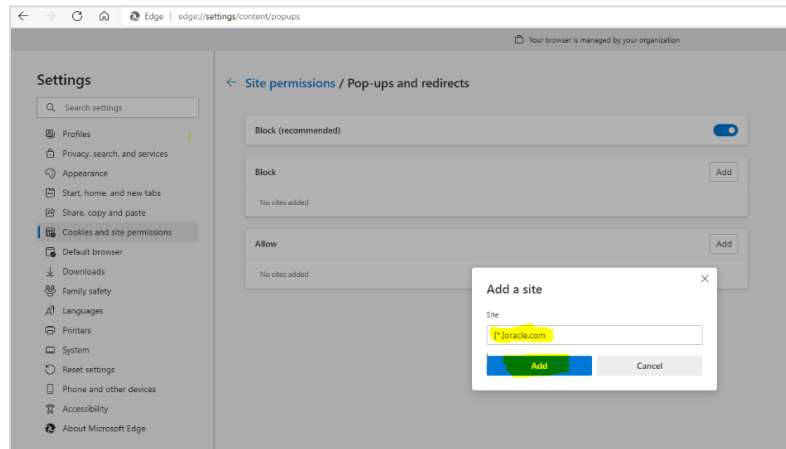 Edge | edge://settings/content/popups
Your browser is managed by your organization
Settings
Site permissions / Pop-ups and redirects
Search settings
Profiles
Privacy, search, and services
Appearance
Start, home, and new tabs
Share, copy and paste
Cookies and site permissions
Default browser
Downloads
Family safety
Languages
Printers
System
Reset settings
Phone and other devices
Accessibility
About Microsoft Edge
Block (recommended)
Block
Add
No sites added
Allow
Add
No sites added
Add a site
Site
[*.]oracle.com
Add
Cancel